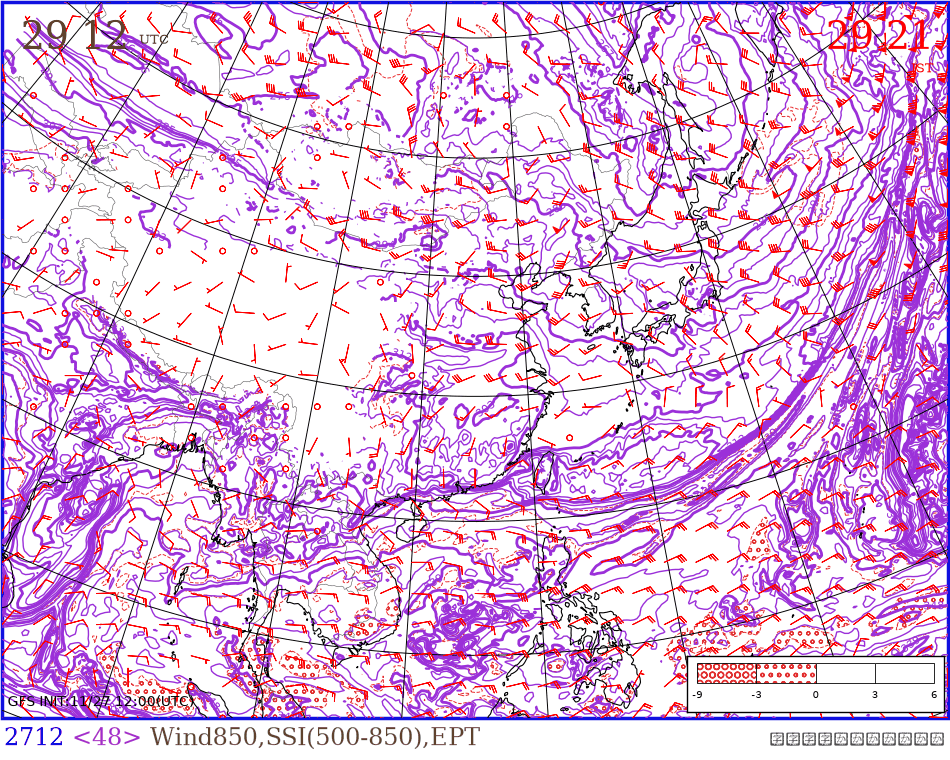 29 12 UTC
29.21
GFS INIT:11/27 12:00(UTC)
-9 -3 0 3 6
2712 <48> Wind850,SSI(500-850),EPT